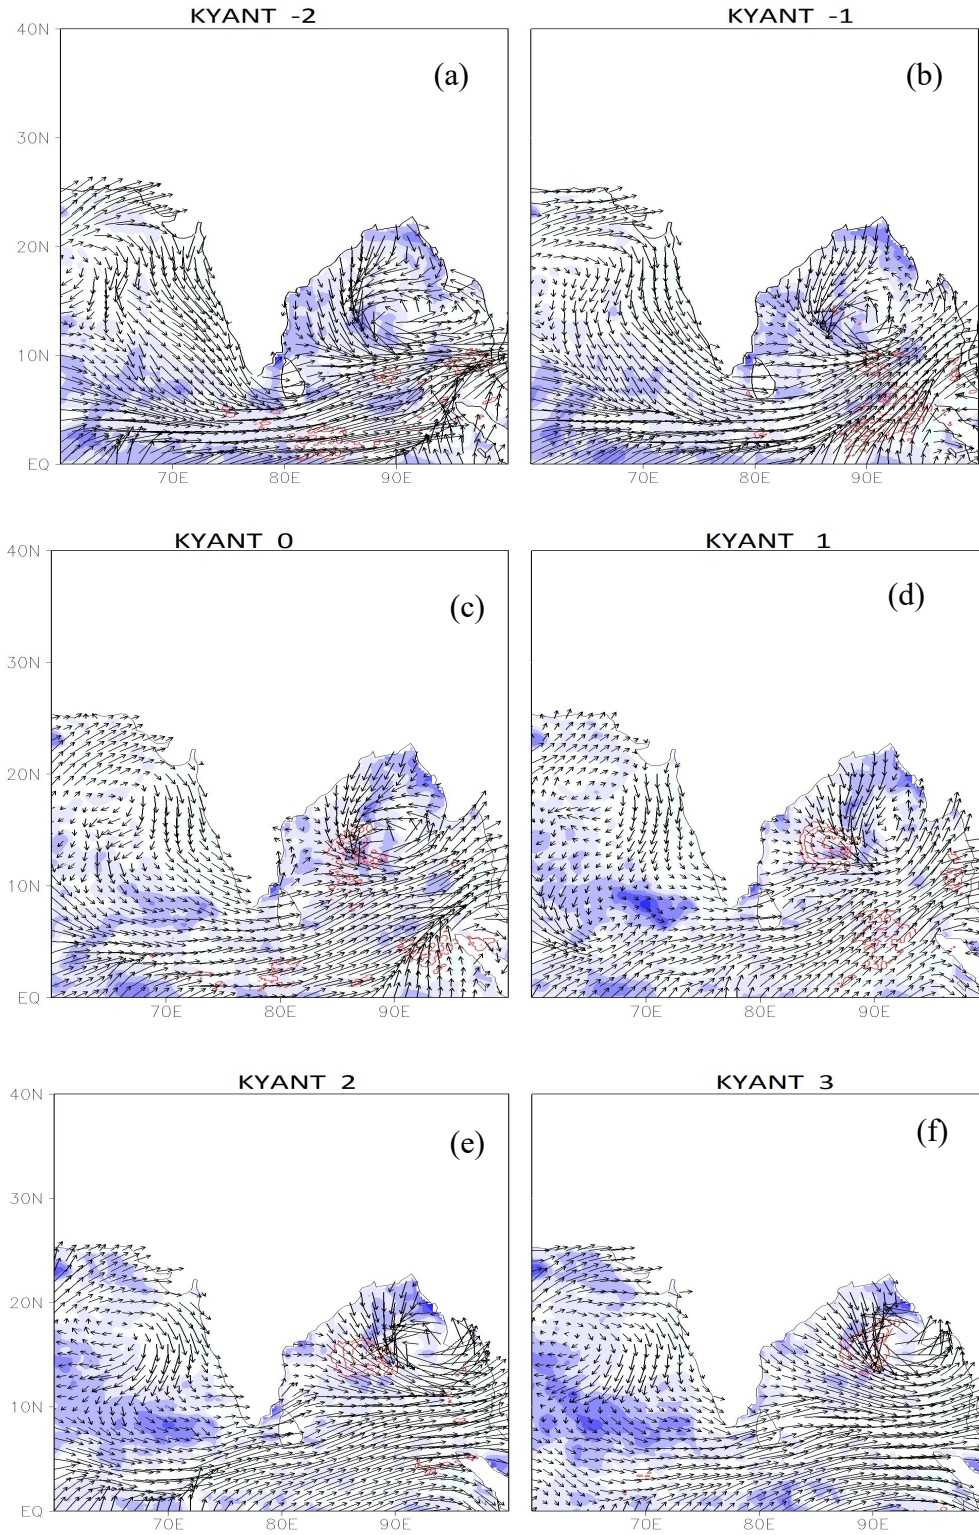 KYANT -2
KYANT -1
40N
(a)
(b)
30N
20N
10N
EQ
70E
80E
90E
70E
80E
90E
KYANT 0
KYANT 1
40N
(c)
(d)
30N
20N
10N
EQ
70E
80E
90E
70E
80E
90E
KYANT 2
KYANT 3
40N
(e)
(f)
30N
20N
10N
EQ
70E
80E
90E
70E
80E
90E